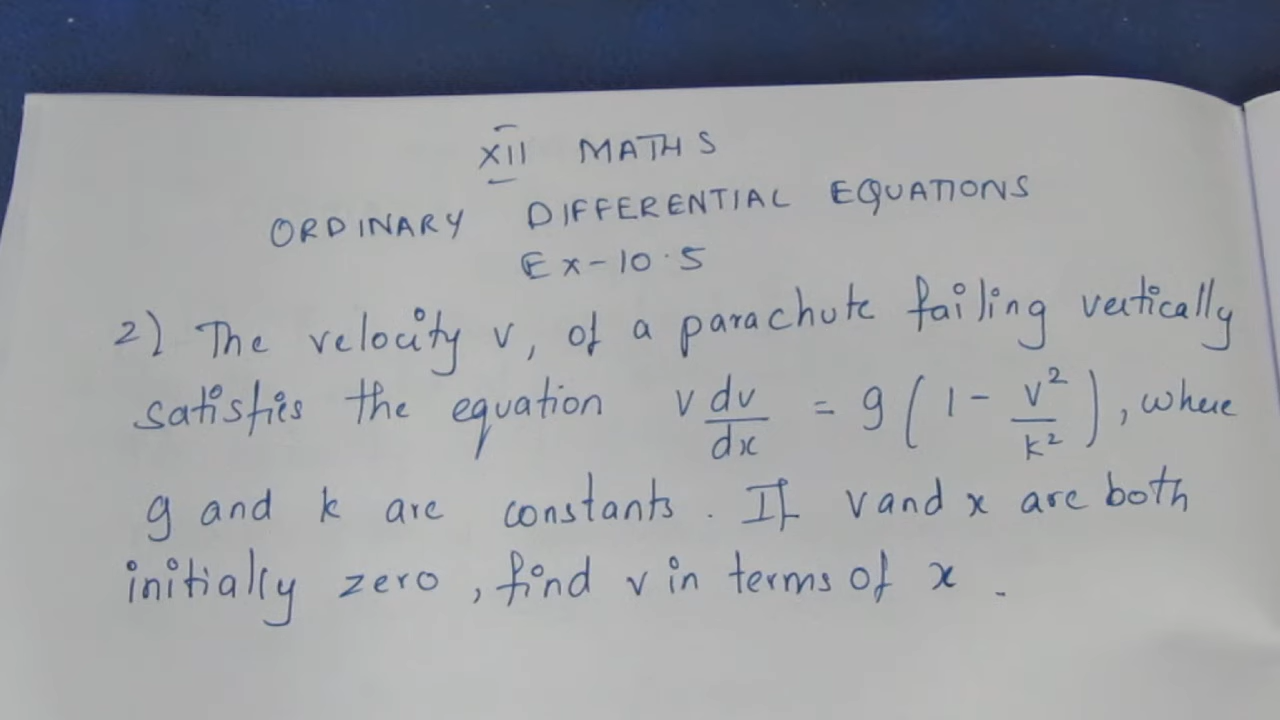 XII MATHS
ORDINARY DIFFERENTIAL EQUATIONS
Ex-10.5
2) The velocity v, of a parachute failing vertically
satisfies the equation v dv/dx = g(1 - v²/k²), where
g and k are constants. If v and x are both
initially zero, find v in terms of x.